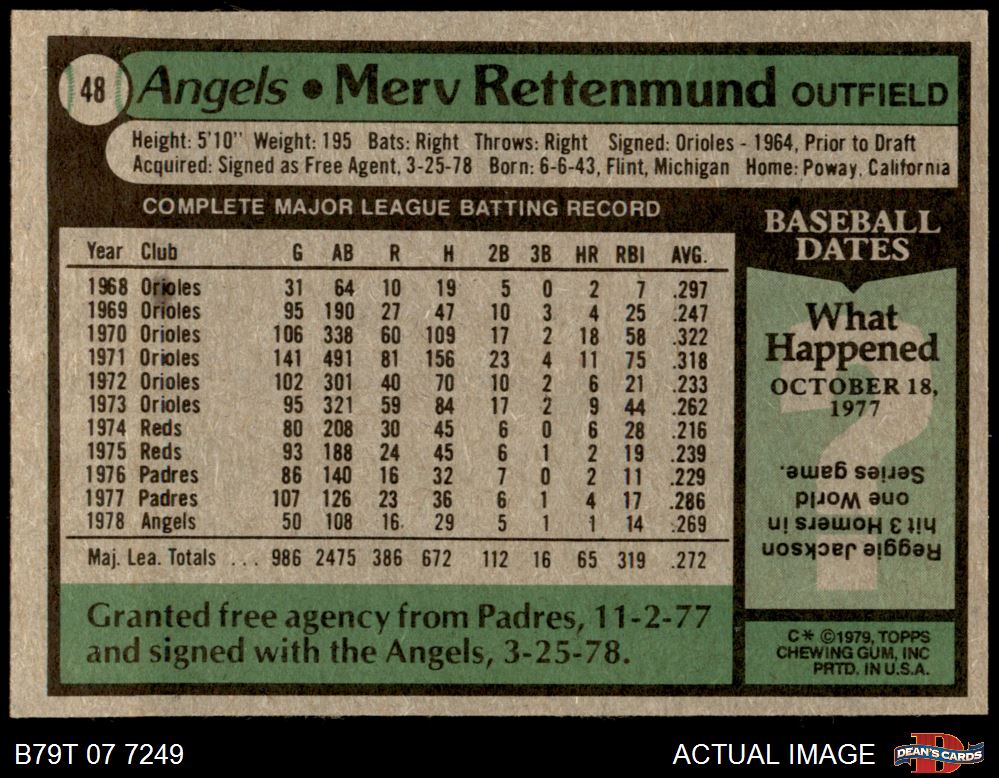 48
Angels • Merv Rettenmund OUTFIELD
Height: 5'10" Weight: 195 Bats: Right Throws: Right Signed: Orioles - 1964, Prior to Draft
Acquired: Signed as Free Agent, 3-25-78 Born: 6-6-43, Flint, Michigan Home: Poway, California
COMPLETE MAJOR LEAGUE BATTING RECORD
Year Club G AB R H 2B 3B HR RBI AVG.
1968 Orioles 31 64 10 19 5 0 2 7 .297
1969 Orioles 95 190 27 47 10 3 4 25 .247
1970 Orioles 106 338 60 109 17 2 18 58 .322
1971 Orioles 141 491 81 156 23 4 11 75 .318
1972 Orioles 102 301 40 70 10 2 6 21 .233
1973 Orioles 95 321 59 84 17 2 9 44 .262
1974 Reds 80 208 30 45 6 0 6 28 .216
1975 Reds 93 188 24 45 6 1 2 19 .239
1976 Padres 86 140 16 32 7 0 2 11 .229
1977 Padres 107 126 23 36 6 1 4 17 .286
1978 Angels 50 108 16 29 5 1 1 14 .269
Maj. Lea. Totals ... 986 2475 386 672 112 16 65 319 .272
Granted free agency from Padres, 11-2-77
and signed with the Angels, 3-25-78.
BASEBALL
DATES
What
Happened
OCTOBER 18,
1977
?
Reggie Jackson
hit 3 Homers in
one World
Series game.
C* ©1979, TOPPS
CHEWING GUM, INC
PRTD. IN U.S.A.
B79T 07 7249
ACTUAL IMAGE
DEAN'S CARDS